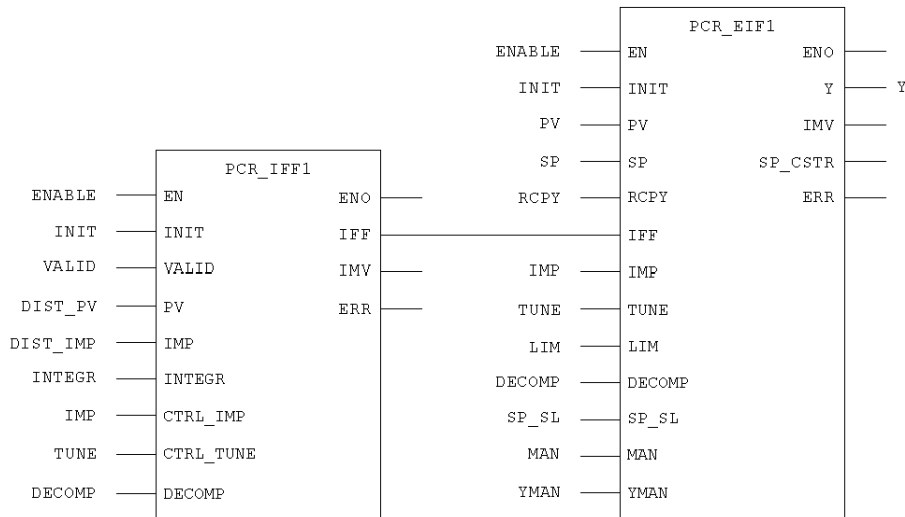 PCR_EIF1
ENABLE EN ENO
INIT INIT Y Y
PV PV IMV
SP SP SP_CSTR
RCPY RCPY ERR
IFF
IMP IMP
TUNE TUNE
LIM LIM
DECOMP DECOMP
SP_SL SP_SL
MAN MAN
YMAN YMAN
PCR_IFF1
ENABLE EN ENO
INIT INIT IFF
VALID VALID IMV
DIST_PV PV ERR
DIST_IMP IMP
INTEGR INTEGR
IMP CTRL_IMP
TUNE CTRL_TUNE
DECOMP DECOMP